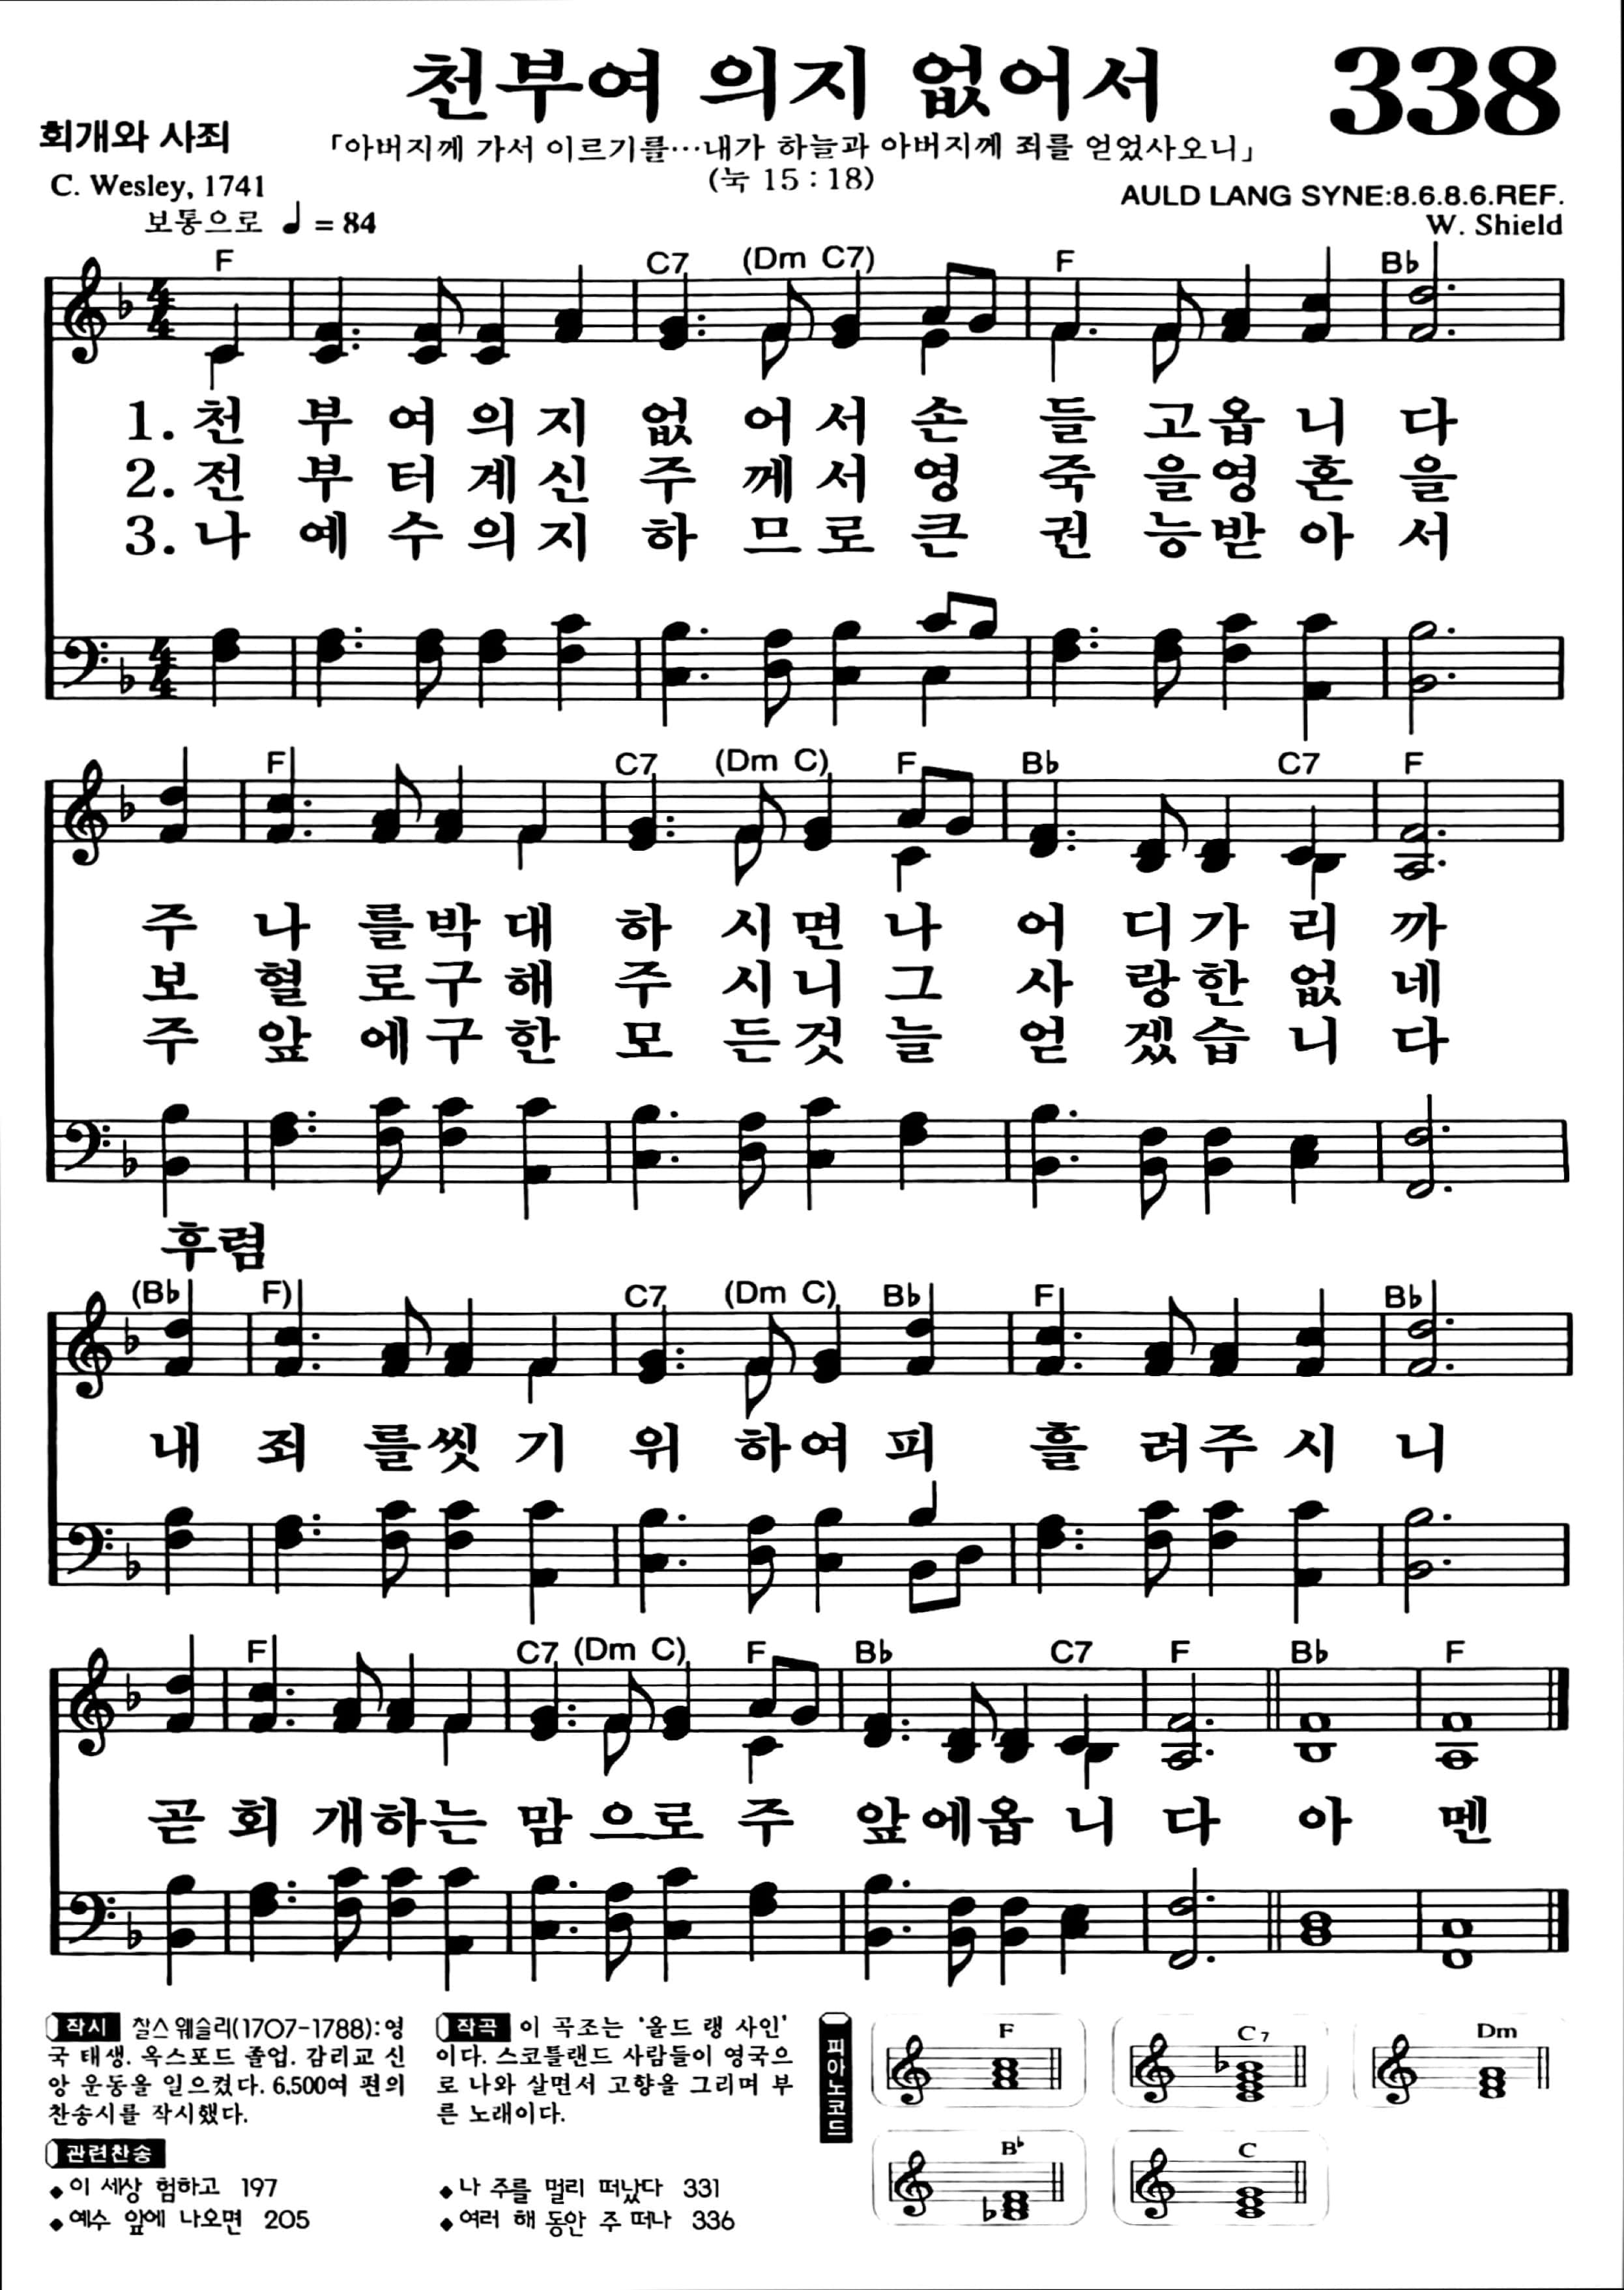 천부여 의지 없어서
338
회개와 사죄
「아버지께 가서 이르기를…내가 하늘과 아버지께 죄를 얻었사오니」
(눅 15 : 18)
C. Wesley, 1741
AULD LANG SYNE:8.6.8.6.REF.
W. Shield
보통으로 ♩ = 84
F C7 (Dm C7) F B♭
4/4
1. 천 부 여 의 지 없 어 서 손 들 고 옵 니 다
2. 전 부 터 계 신 주 께 서 영 죽 을 영 혼 을
3. 나 예 수 의 지 하 므 로 큰 권 능 받 아 서
4/4
F C7 (Dm C) F B♭ C7 F
주 나 를 박 대 하 시 면 나 어 디 가 리 까
보 혈 로 구 해 주 시 니 그 사 랑 한 없 네
주 앞 에 구 한 모 든 것 늘 얻 겠 습 니 다
후렴
(B♭ F) C7 (Dm C) B♭ F B♭
내 죄 를 씻 기 위 하 여 피 흘 려 주 시 니
F C7 (Dm C) F B♭ C7 F B♭ F
곧 회 개 하 는 맘 으 로 주 앞 에 옵 니 다 아 멘
작시 찰스 웨슬리(1707-1788): 영
국 태생. 옥스포드 졸업. 감리교 신
앙 운동을 일으켰다. 6,500여 편의
찬송시를 작시했다.
작곡 이 곡조는 '올드 랭 사인'
이다. 스코틀랜드 사람들이 영국으
로 나와 살면서 고향을 그리며 부
른 노래이다.
관련찬송
◆이 세상 험하고 197
◆예수 앞에 나오면 205
◆나 주를 멀리 떠났다 331
◆여러 해 동안 주 떠나 336
피아노코드
F C7 Dm
B♭ C